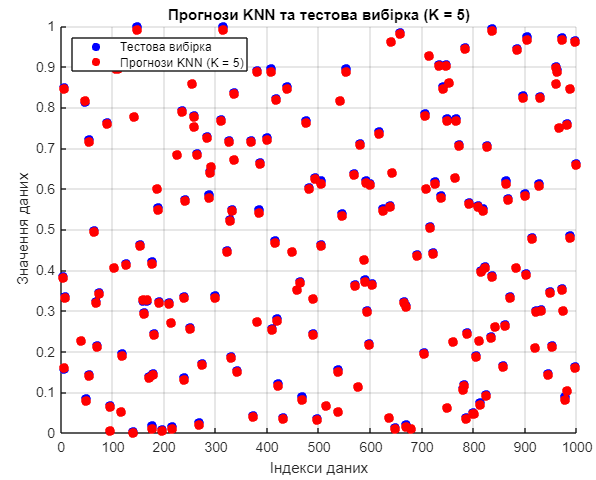 Прогнози KNN та тестова вибірка (K = 5)
1
0.9
0.8
0.7
0.6
0.5
0.4
0.3
0.2
0.1
0
Значення даних
Тестова вибірка
Прогнози KNN (K = 5)
0 100 200 300 400 500 600 700 800 900 1000
Індекси даних